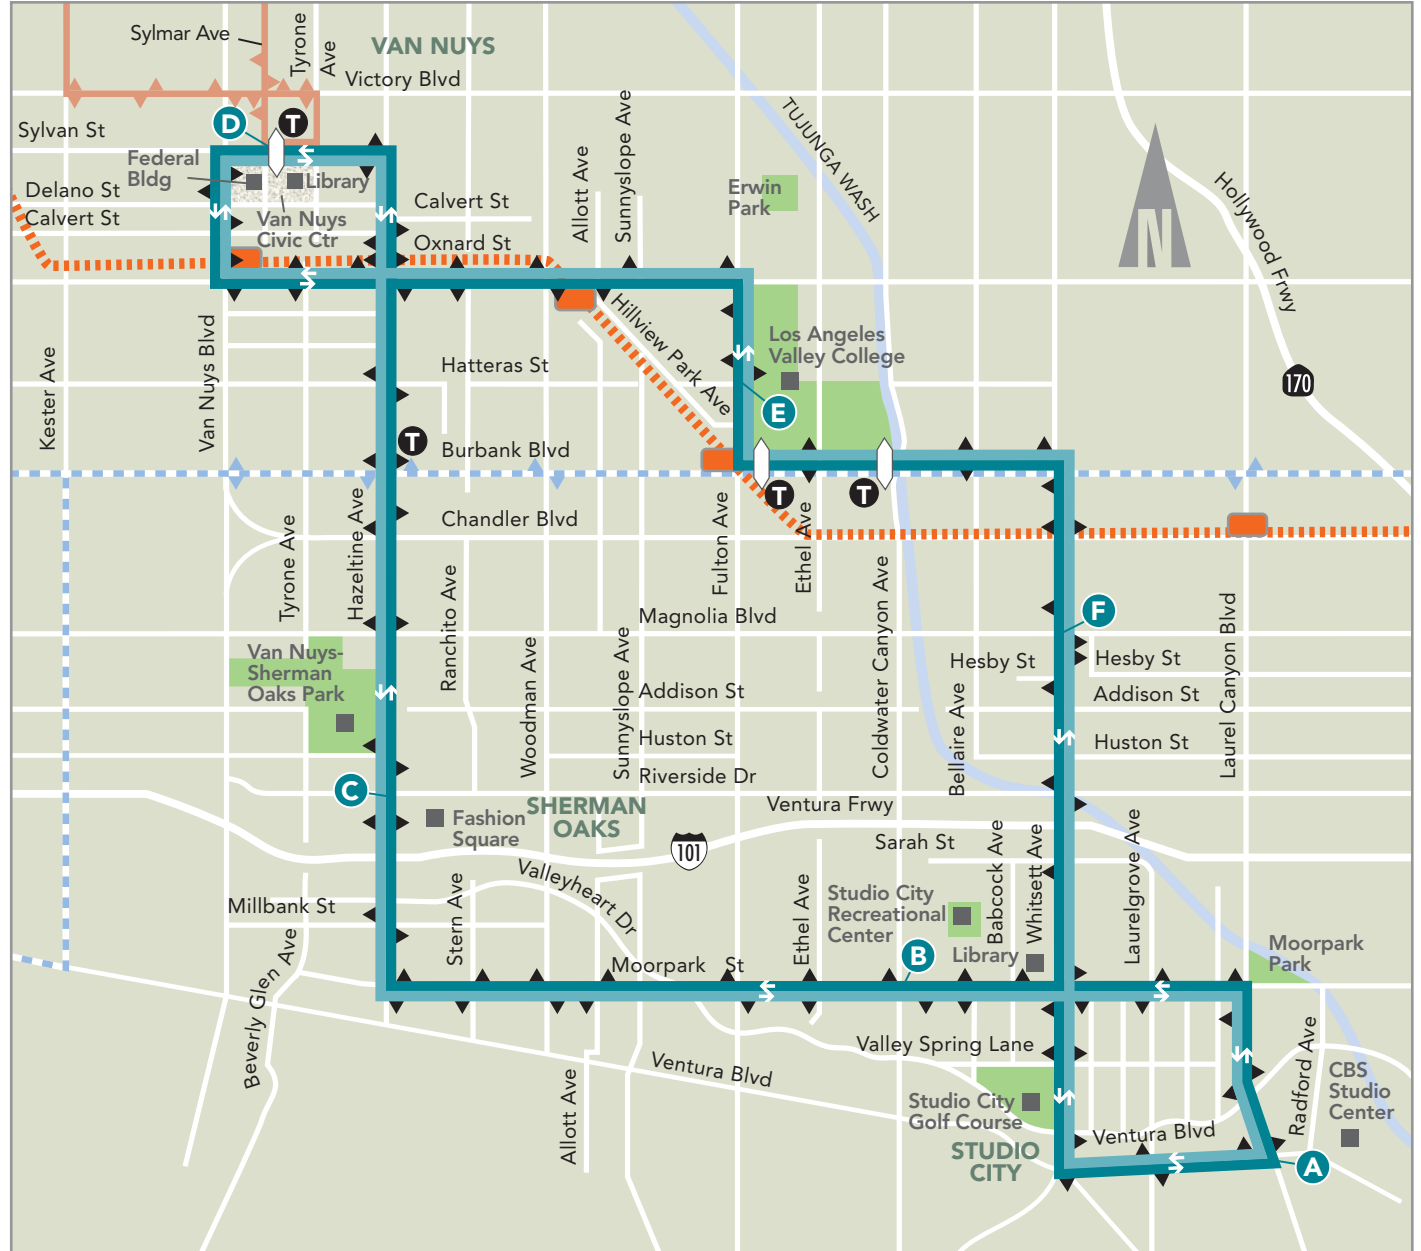 Sylmar Ave
Tyrone
Ave
VAN NUYS
Victory Blvd
Sylvan St
D
T
Federal
Bldg
Library
Delano St
Calvert St
Van Nuys
Civic Ctr
Calvert St
Oxnard St
Allott Ave
Sunnyslope Ave
TUJUNGA WASH
Erwin
Park
Hollywood Frwy
N
170
Kester Ave
Van Nuys Blvd
Hatteras St
Hillview Park Ave
Los Angeles
Valley College
E
T
Burbank Blvd
T
T
Chandler Blvd
Tyrone Ave
Hazeltine Ave
Ranchito Ave
Woodman Ave
Sunnyslope Ave
Fulton Ave
Ethel Ave
Coldwater Canyon Ave
Bellaire Ave
Laurel Canyon Blvd
F
Magnolia Blvd
Van Nuys-
Sherman
Oaks Park
Hesby St
Hesby St
Addison St
Addison St
Huston St
Huston St
Riverside Dr
C
Fashion
Square
SHERMAN
OAKS
Ventura Frwy
101
Sarah St
Valleyheart Dr
Millbank St
Stern Ave
Beverly Glen Ave
Ethel Ave
Studio City
Recreational
Center
Babcock Ave
Whitsett Ave
Laurelgrove Ave
Library
B
Moorpark St
Moorpark
Park
Valley Spring Lane
Ventura Blvd
Allott Ave
Studio City
Golf Course
STUDIO
CITY
Ventura Blvd
Radford Ave
CBS
Studio
Center
A